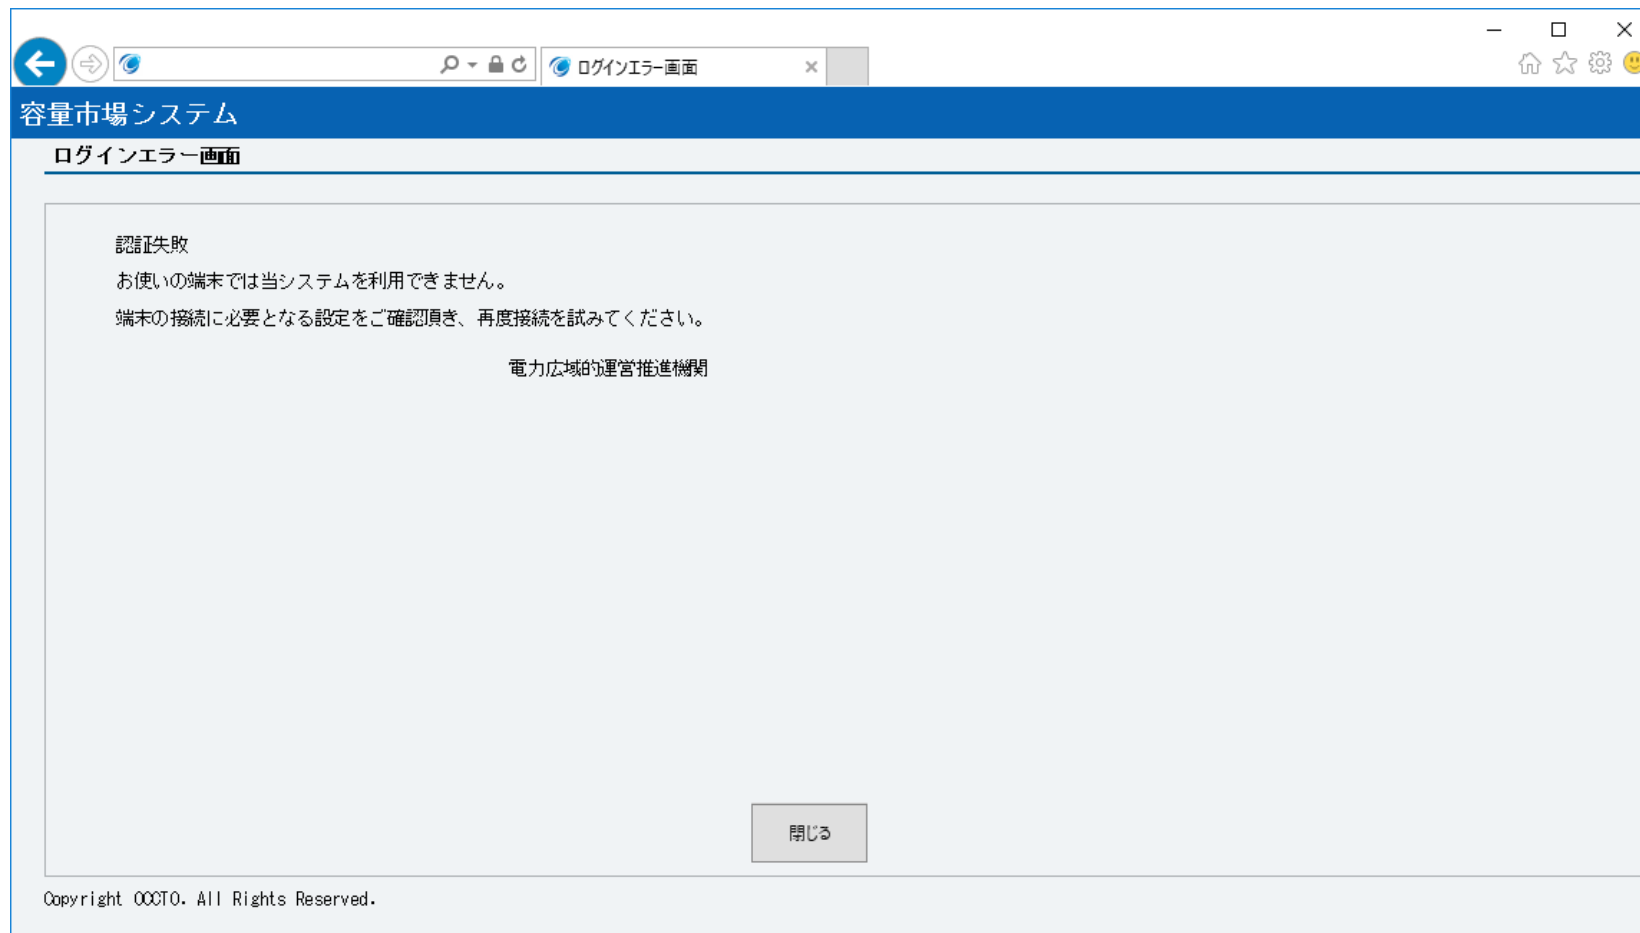 ログインエラー画面
容量市場システム
ログインエラー画面
認証失敗
お使いの端末では当システムを利用できません。
端末の接続に必要となる設定をご確認頂き、再度接続を試みてください。
電力広域的運営推進機関
閉じる
Copyright OCCTO. All Rights Reserved.